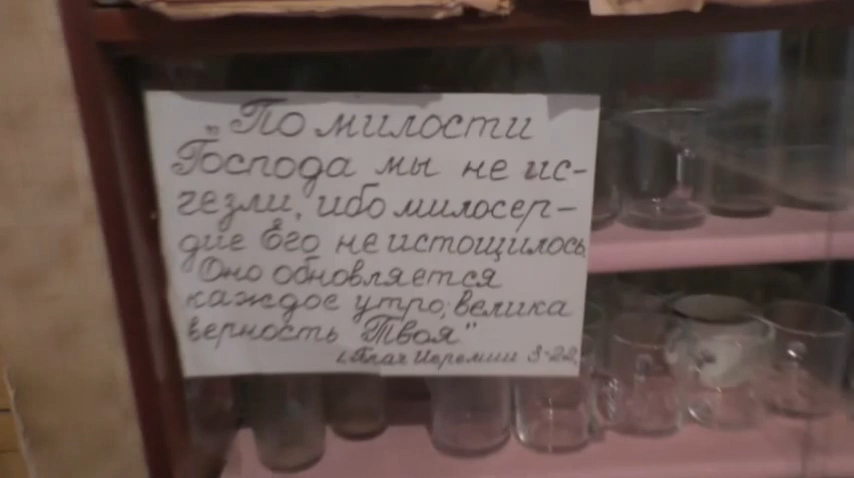 „По милости
Господа мы не ис-
чезли, ибо милосер-
дие Его не истощилось.
Оно обновляется
каждое утро; велика
верность Твоя"
Плач Иеремии 3-22